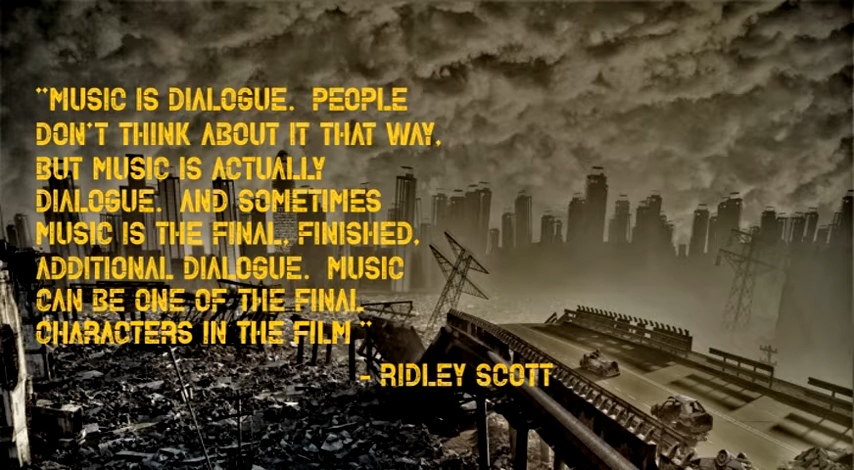 "MUSIC IS DIALOGUE.  PEOPLE
DON'T THINK ABOUT IT THAT WAY,
BUT MUSIC IS ACTUALLY
DIALOGUE.  AND SOMETIMES
MUSIC IS THE FINAL, FINISHED,
ADDITIONAL DIALOGUE.  MUSIC
CAN BE ONE OF THE FINAL
CHARACTERS IN THE FILM "
- RIDLEY SCOTT